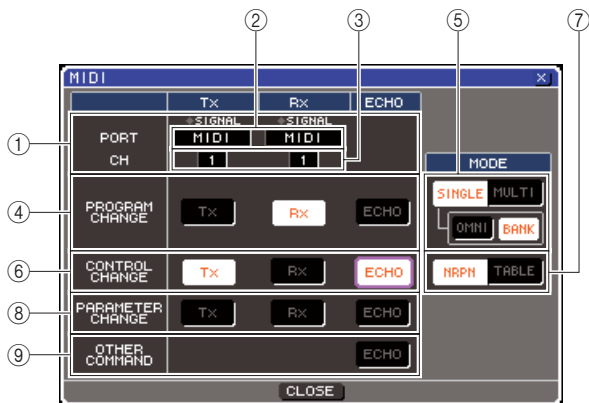 ② ③ ⑤ ⑦
MIDI ×
Tx Rx ECHO
SIGNAL SIGNAL
① PORT MIDI MIDI
CH 1 1
MODE
④ PROGRAM CHANGE Tx Rx ECHO
SINGLE MULTI
OMNI BANK
⑥ CONTROL CHANGE Tx Rx ECHO
NRPN TABLE
⑧ PARAMETER CHANGE Tx Rx ECHO
⑨ OTHER COMMAND ECHO
CLOSE